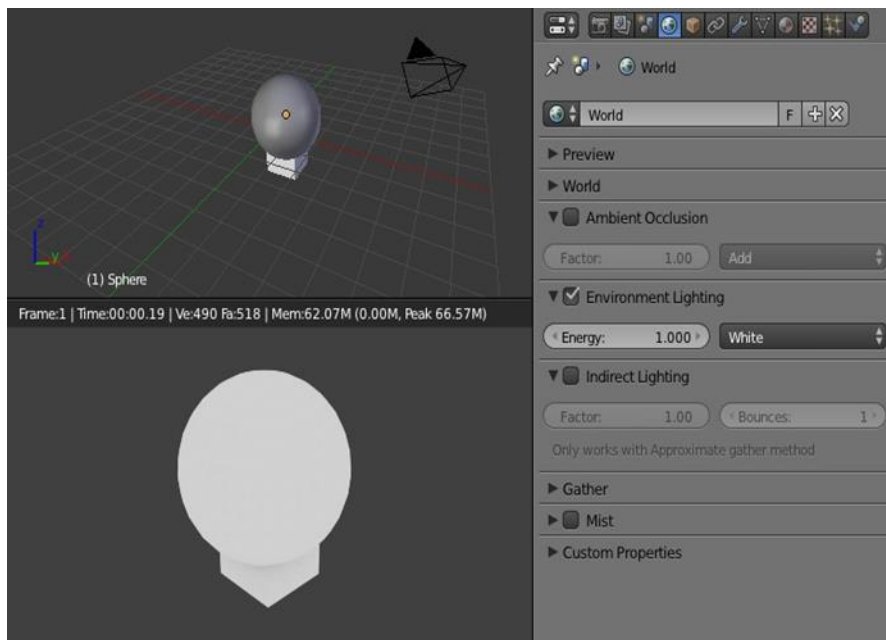 z
y
(1) Sphere
Frame:1 | Time:00:00.19 | Ve:490 Fa:518 | Mem:62.07M (0.00M, Peak 66.57M)
World
World F
Preview
World
Ambient Occlusion
Factor: 1.00 Add
Environment Lighting
Energy: 1.000 White
Indirect Lighting
Factor: 1.00 Bounces: 1
Only works with Approximate gather method
Gather
Mist
Custom Properties